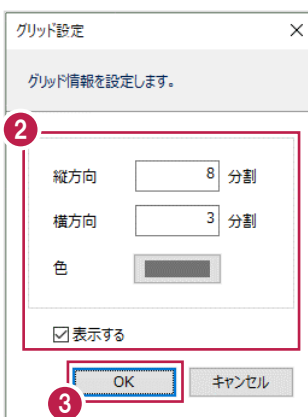 グリッド設定
グリッド情報を設定します。
2
縦方向 8 分割
横方向 3 分割
色
表示する
3
OK キャンセル